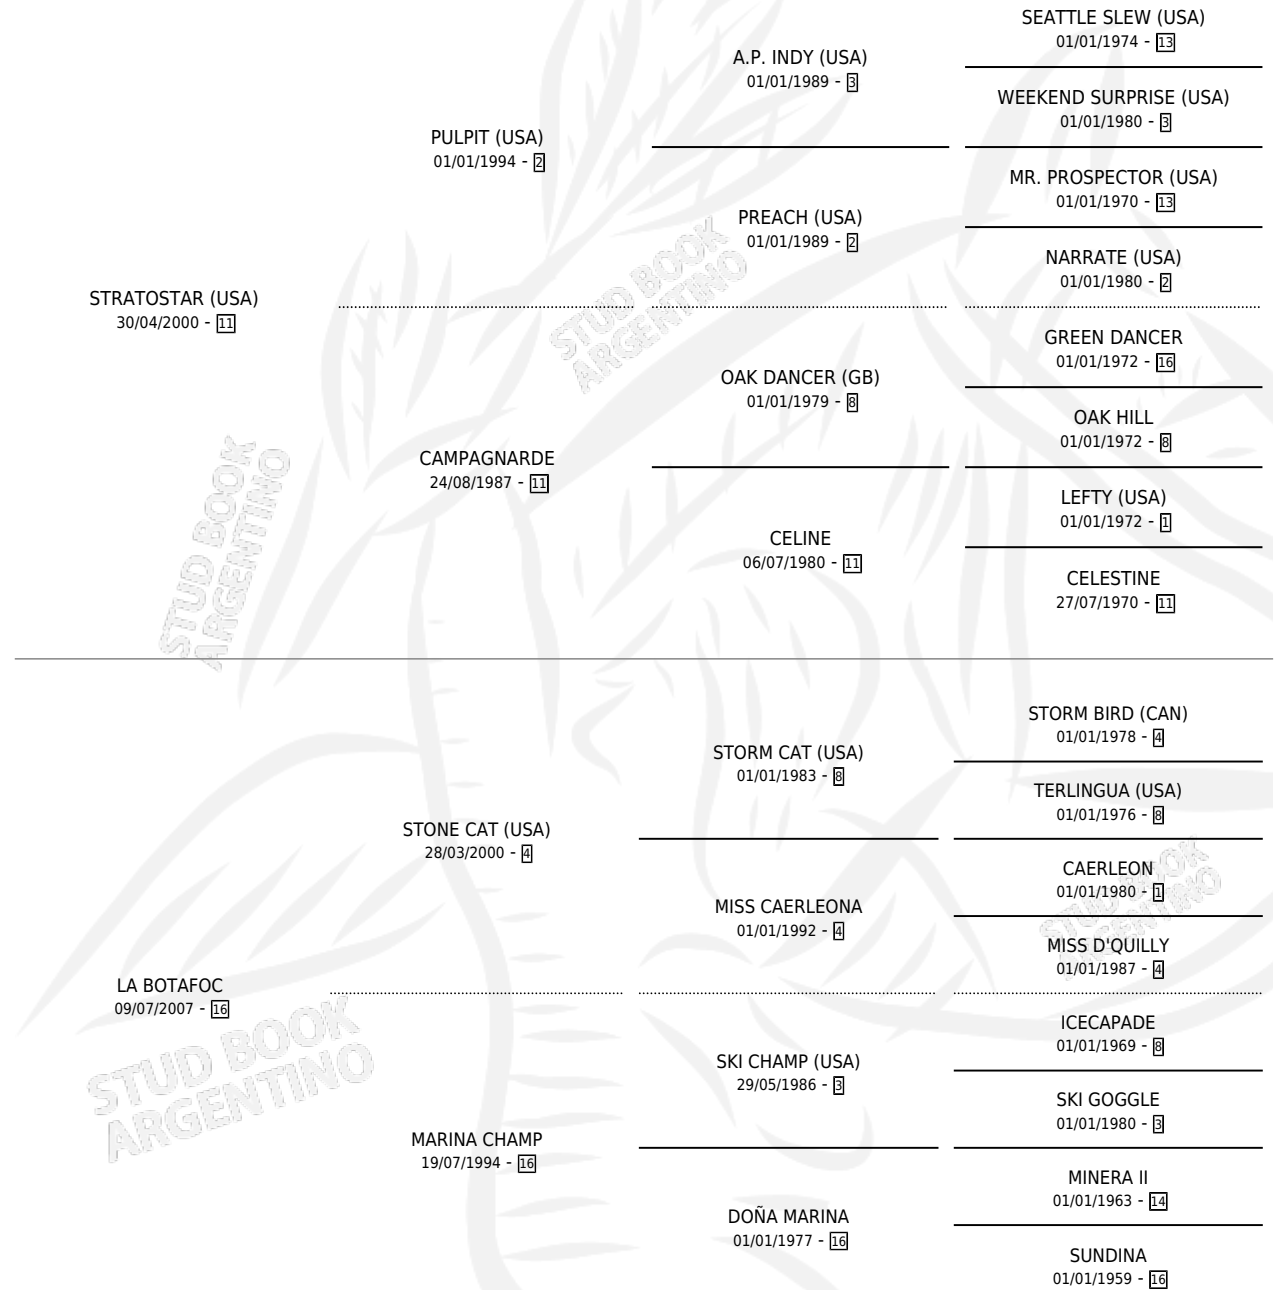 SEATTLE SLEW (USA)
01/01/1974 - 13
A.P. INDY (USA)
01/01/1989 - 3
WEEKEND SURPRISE (USA)
01/01/1980 - 3
PULPIT (USA)
01/01/1994 - 2
MR. PROSPECTOR (USA)
01/01/1970 - 13
PREACH (USA)
01/01/1989 - 2
NARRATE (USA)
01/01/1980 - 2
STRATOSTAR (USA)
30/04/2000 - 11
STUD BOOK
ARGENTINO
GREEN DANCER
01/01/1972 - 16
OAK DANCER (GB)
01/01/1979 - 8
OAK HILL
01/01/1972 - 8
CAMPAGNARDE
24/08/1987 - 11
LEFTY (USA)
01/01/1972 - 1
CELINE
06/07/1980 - 11
CELESTINE
27/07/1970 - 11
STUD BOOK
ARGENTINO
STORM BIRD (CAN)
01/01/1978 - 4
STORM CAT (USA)
01/01/1983 - 8
TERLINGUA (USA)
01/01/1976 - 8
STONE CAT (USA)
28/03/2000 - 4
CAERLEON
01/01/1980 - 1
MISS CAERLEONA
01/01/1992 - 4
MISS D'QUILLY
01/01/1987 - 4
STUD BOOK
ARGENTINO
LA BOTAFOC
09/07/2007 - 16
ICECAPADE
01/01/1969 - 8
SKI CHAMP (USA)
29/05/1986 - 3
SKI GOGGLE
01/01/1980 - 3
STUD BOOK
ARGENTINO
MARINA CHAMP
19/07/1994 - 16
MINERA II
01/01/1963 - 14
DOÑA MARINA
01/01/1977 - 16
SUNDINA
01/01/1959 - 16